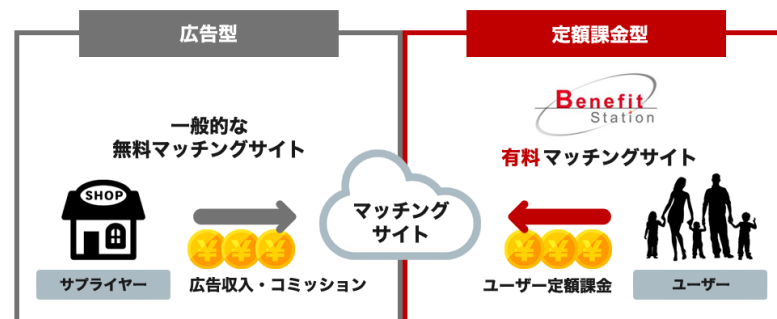 広告型
一般的な
無料マッチングサイト
SHOP
サプライヤー
¥¥¥
広告収入・コミッション
マッチング
サイト
定額課金型
Benefit
Station
有料マッチングサイト
¥¥¥
ユーザー定額課金
ユーザー